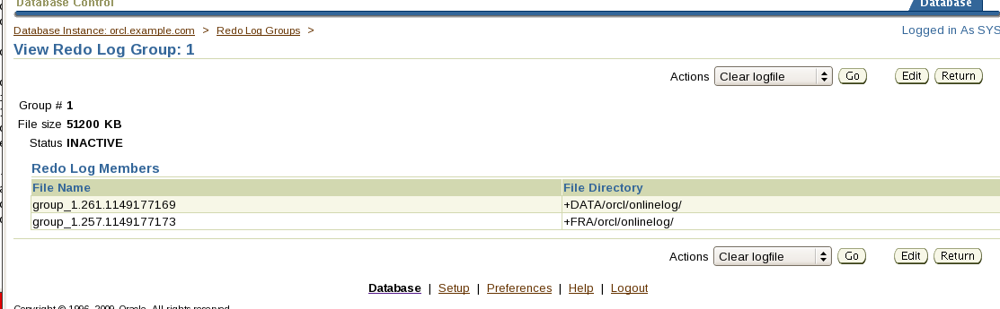 Database Control
Database
Database Instance: orcl.example.com > Redo Log Groups >
Logged in As SYS
View Redo Log Group: 1
Actions Clear logfile Go Edit Return
Group # 1
File size 51200 KB
Status INACTIVE
Redo Log Members
File Name File Directory
group_1.261.1149177169 +DATA/orcl/onlinelog/
group_1.257.1149177173 +FRA/orcl/onlinelog/
Actions Clear logfile Go Edit Return
Database | Setup | Preferences | Help | Logout
Copyright © 1996, 2009, Oracle. All rights reserved.